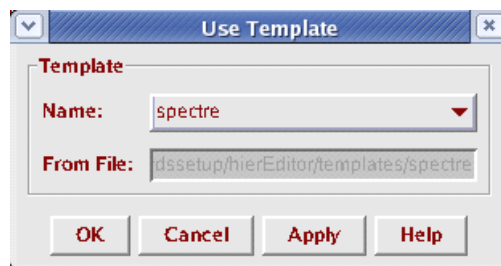 Use Template
Template
Name: spectre
From File: dssetup/hierEditor/templates/spectre
OK Cancel Apply Help